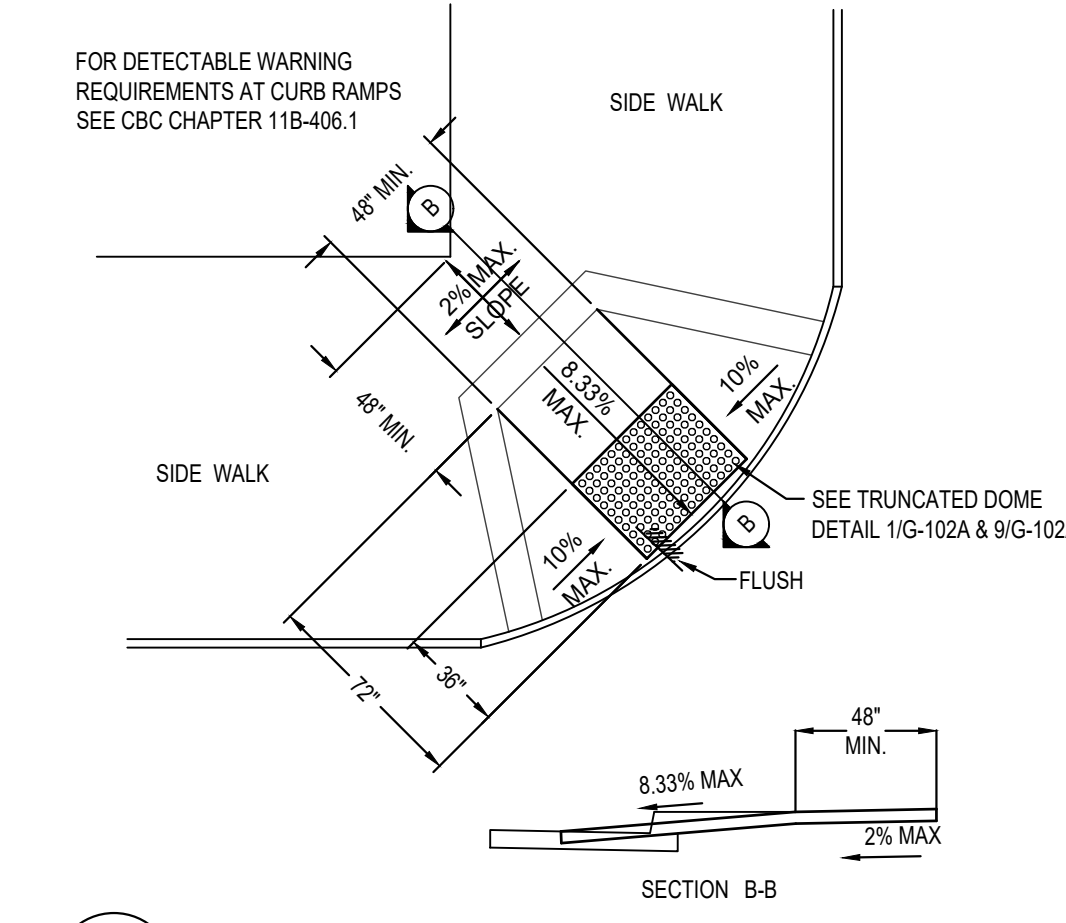 FOR DETECTABLE WARNING
REQUIREMENTS AT CURB RAMPS
SEE CBC CHAPTER 11B-406.1
SIDE WALK
48" MIN.
B
2% MAX.
SLOPE
8.33%
MAX.
10%
MAX.
48" MIN.
SIDE WALK
SEE TRUNCATED DOME
DETAIL 1/G-102A & 9/G-102
B
10%
MAX.
FLUSH
36"
72"
48"
MIN.
8.33% MAX
2% MAX
SECTION B-B